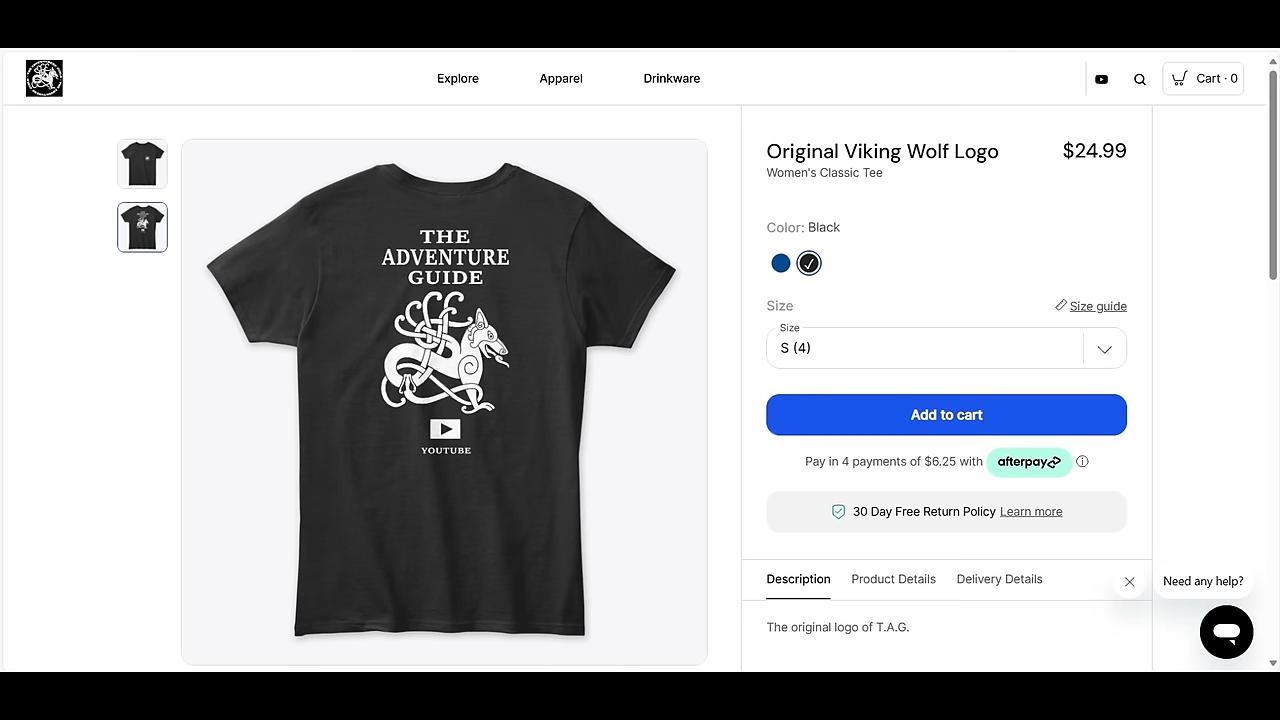 Explore
Apparel
Drinkware
Cart · 0
THE
ADVENTURE
GUIDE
YOUTUBE
Original Viking Wolf Logo
$24.99
Women's Classic Tee
Color: Black
Size
Size guide
Size
S (4)
Add to cart
Pay in 4 payments of $6.25 with afterpay
30 Day Free Return Policy Learn more
Description
Product Details
Delivery Details
Need any help?
The original logo of T.A.G.